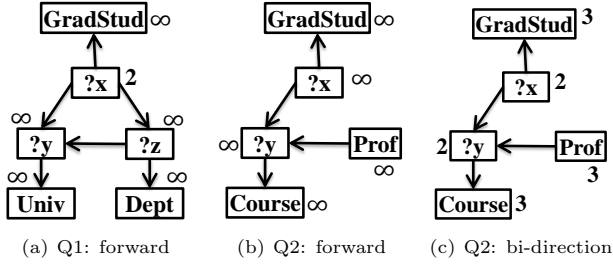 GradStud ∞
?x 2
∞ ∞
?y ?z
∞ ∞
Univ Dept
(a) Q1: forward
GradStud ∞
?x ∞
∞ ?y Prof
∞
Course ∞
(b) Q2: forward
GradStud 3
?x 2
2 ?y Prof
3
Course 3
(c) Q2: bi-direction